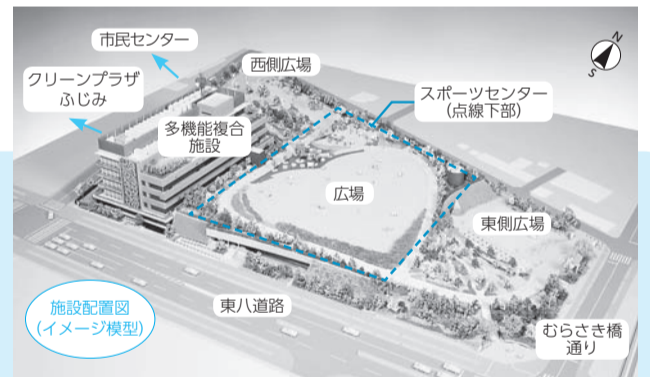 市民センター
西側広場
N
S
クリーンプラザ
ふじみ
スポーツセンター
(点線下部)
多機能複合
施設
広場
東側広場
施設配置図
(イメージ模型)
東八道路
むらさき橋
通り